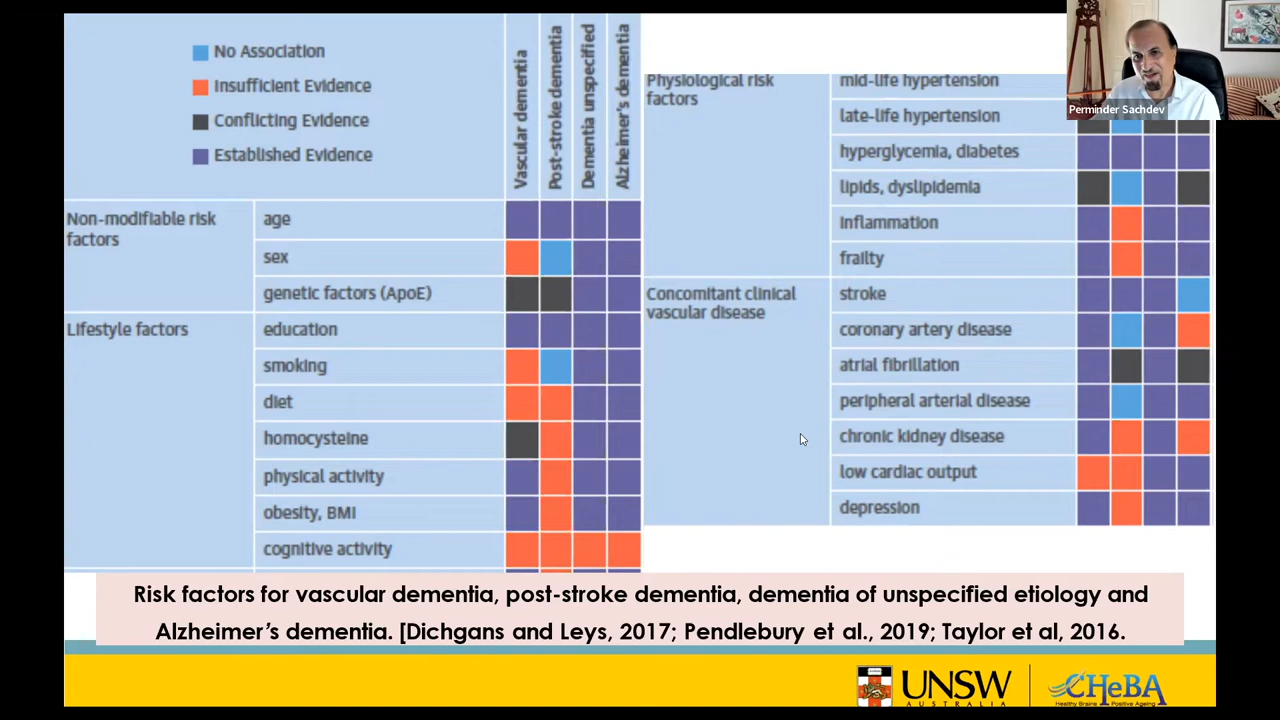 No Association
Insufficient Evidence
Conflicting Evidence
Established Evidence
Vascular dementia
Post-stroke dementia
Dementia unspecified
Alzheimer's dementia
Non-modifiable risk
factors
age
sex
genetic factors (ApoE)
Lifestyle factors
education
smoking
diet
homocysteine
physical activity
obesity, BMI
cognitive activity
Physiological risk
factors
mid-life hypertension
late-life hypertension
hyperglycemia, diabetes
lipids, dyslipidemia
inflammation
frailty
Concomitant clinical
vascular disease
stroke
coronary artery disease
atrial fibrillation
peripheral arterial disease
chronic kidney disease
low cardiac output
depression
Perminder Sachdev
Risk factors for vascular dementia, post-stroke dementia, dementia of unspecified etiology and
Alzheimer's dementia. [Dichgans and Leys, 2017; Pendlebury et al., 2019; Taylor et al, 2016.
UNSW
AUSTRALIA
CHeBA
Healthy Brains Positive Ageing